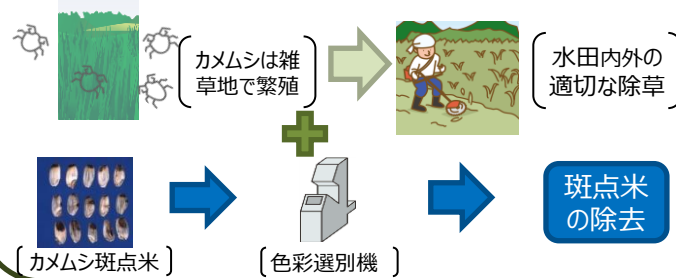 カメムシは雑
草地で繁殖
水田内外の
適切な除草
カメムシ斑点米
色彩選別機
斑点米
の除去